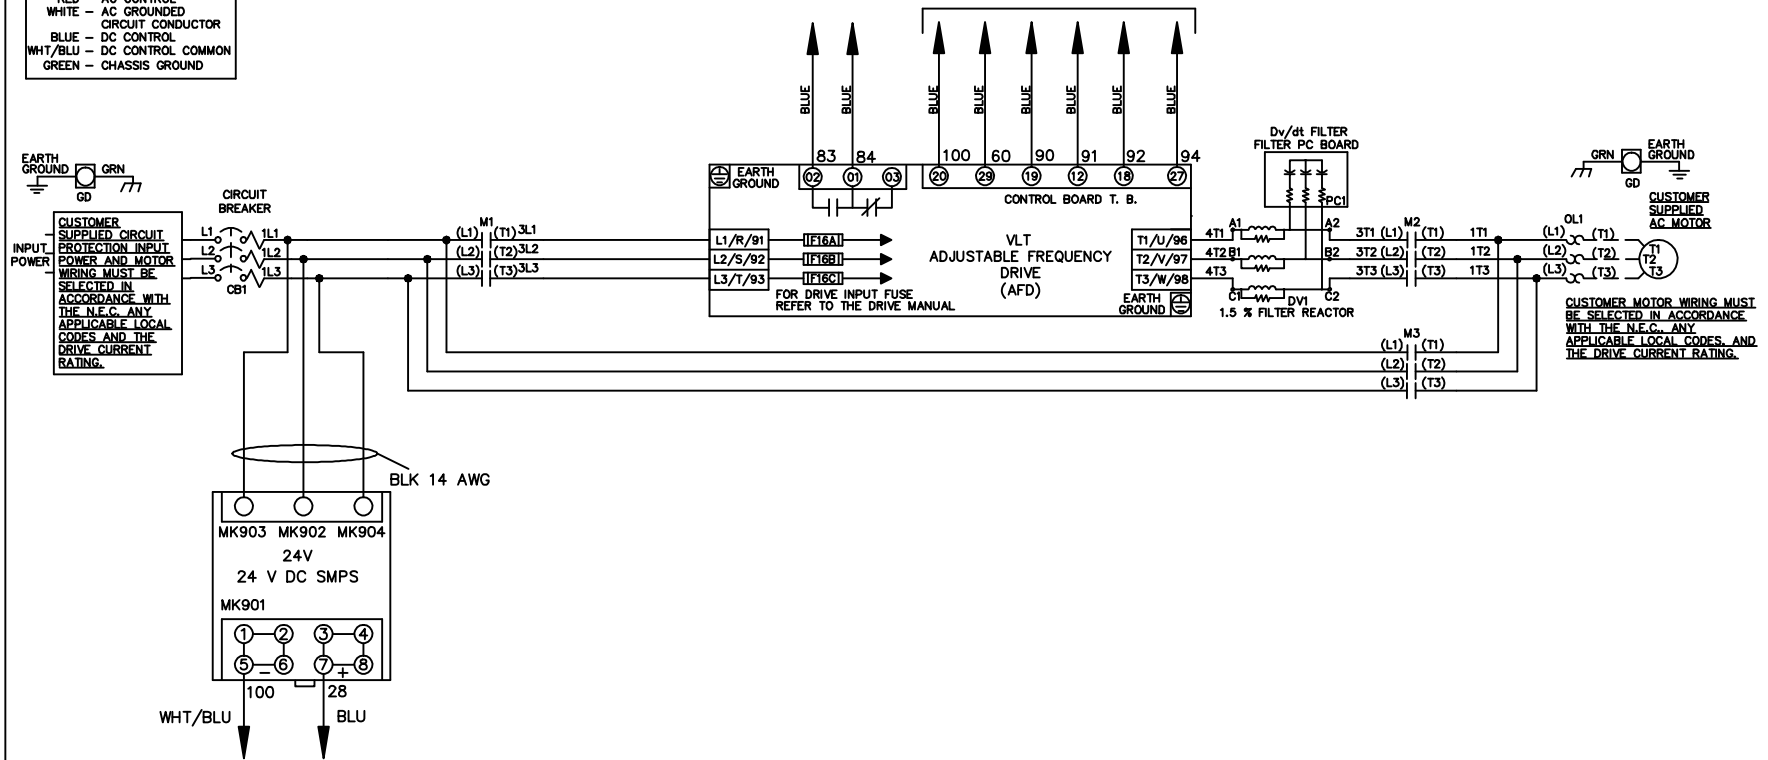 RED – AC CONTROL
WHITE – AC GROUNDED
CIRCUIT CONDUCTOR
BLUE – DC CONTROL
WHT/BLU – DC CONTROL COMMON
GREEN – CHASSIS GROUND
BLUE
BLUE
BLUE
BLUE
BLUE
BLUE
BLUE
BLUE
83
84
100
60
90
91
92
94
02
01
03
20
29
19
12
18
27
EARTH
GROUND
CONTROL BOARD T. B.
EARTH
GROUND
GRN
GD
CIRCUIT
BREAKER
INPUT
POWER
CUSTOMER
SUPPLIED CIRCUIT
PROTECTION INPUT
POWER AND MOTOR
WIRING MUST BE
SELECTED IN
ACCORDANCE WITH
THE N.E.C. ANY
APPLICABLE LOCAL
CODES AND THE
DRIVE CURRENT
RATING.
L1
1L1
L2
1L2
L3
1L3
CB1
M1
(L1) (T1) 3L1
(L2) (T2) 3L2
(L3) (T3) 3L3
L1/R/91
L2/S/92
L3/T/93
F16A
F16B
F16C
FOR DRIVE INPUT FUSE
REFER TO THE DRIVE MANUAL
VLT
ADJUSTABLE FREQUENCY
DRIVE
(AFD)
T1/U/96
T2/V/97
T3/W/98
EARTH
GROUND
Dv/dt FILTER
FILTER PC BOARD
PC1
4T1
A1
A2
4T2
B1
B2
4T3
C1
C2
DV1
1.5 % FILTER REACTOR
M2
3T1 (L1) (T1) 1T1
3T2 (L2) (T2) 1T2
3T3 (L3) (T3) 1T3
M3
(L1) (T1)
(L2) (T2)
(L3) (T3)
OL1
(L1) (T1)
(L2) (T2)
(L3) (T3)
T1
T2
T3
GRN
EARTH
GROUND
GD
CUSTOMER
SUPPLIED
AC MOTOR
CUSTOMER MOTOR WIRING MUST
BE SELECTED IN ACCORDANCE
WITH THE N.E.C., ANY
APPLICABLE LOCAL CODES, AND
THE DRIVE CURRENT RATING.
BLK 14 AWG
MK903 MK902 MK904
24V
24 V DC SMPS
MK901
1 2 3 4
5 6 7 8
– +
100
28
WHT/BLU
BLU